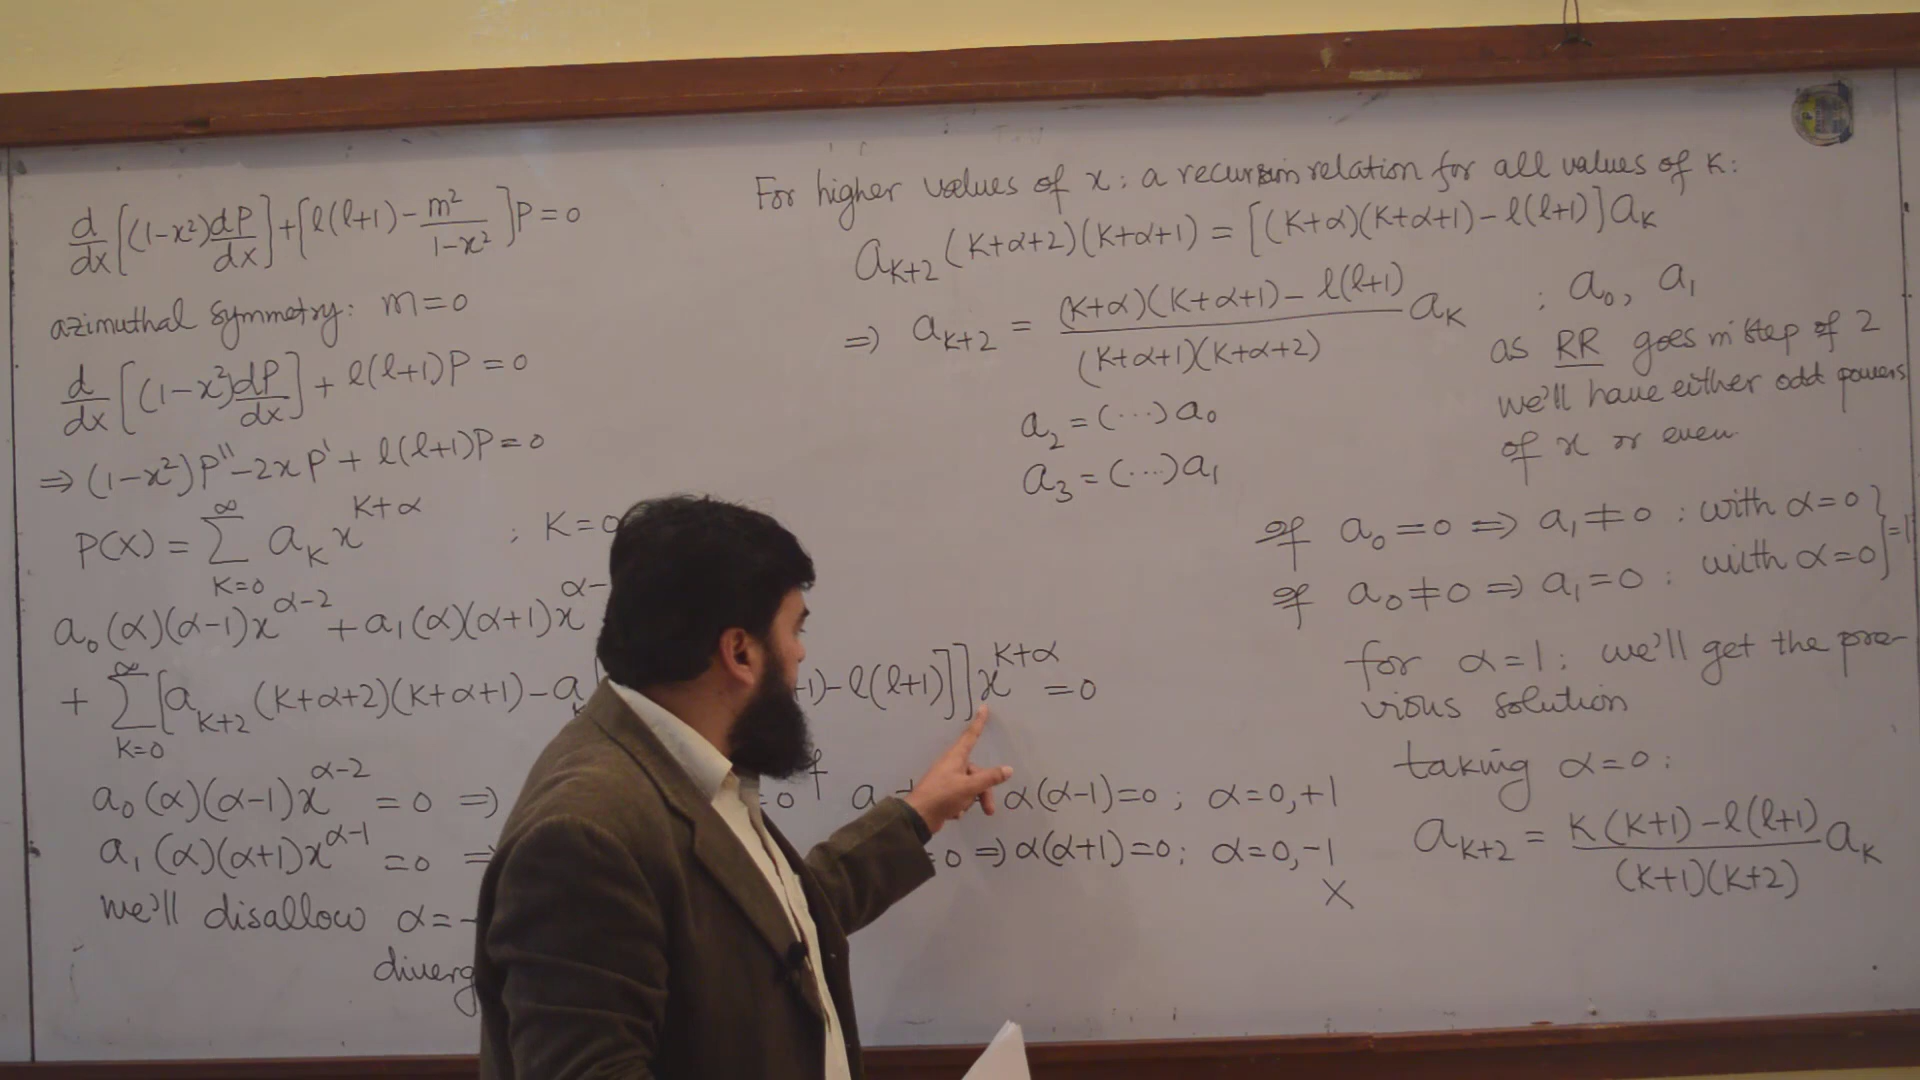 d/dx[(1-x²)dP/dx]+[l(l+1)-m²/1-x²]P=0
azimuthal symmetry: m=0
d/dx[(1-x²)dP/dx]+l(l+1)P=0
⇒(1-x²)P''-2xP'+l(l+1)P=0
P(x)=∑_{K=0}^{∞} a_K x^{K+α} ; K=0
a₀(α)(α-1)x^{α-2}+a₁(α)(α+1)x^{α-
+∑_{K=0}^{∞}[a_{K+2}(K+α+2)(K+α+1)-a +1)-l(l+1)]]x^{K+α}=0
a₀(α)(α-1)x^{α-2}=0 ⇒ =0 a α(α-1)=0; α=0,+1
a₁(α)(α+1)x^{α-1}=0 =0⇒α(α+1)=0; α=0,-1
X
we'll disallow α=-
diverg
For higher values of x: a recursion relation for all values of K:
a_{K+2}(K+α+2)(K+α+1)=[(K+α)(K+α+1)-l(l+1)]a_K
⇒ a_{K+2}=(K+α)(K+α+1)-l(l+1)/(K+α+1)(K+α+2) a_K ; a₀, a₁
a₂=(...)a₀
a₃=(...)a₁
as RR goes in step of 2
we'll have either odd powers
of x or even
If a₀=0⇒a₁≠0: with α=0
If a₀≠0⇒a₁=0: with α=0 }=1
for α=1: we'll get the pre-
vious solution
taking α=0:
a_{K+2}=K(K+1)-l(l+1)/(K+1)(K+2) a_K